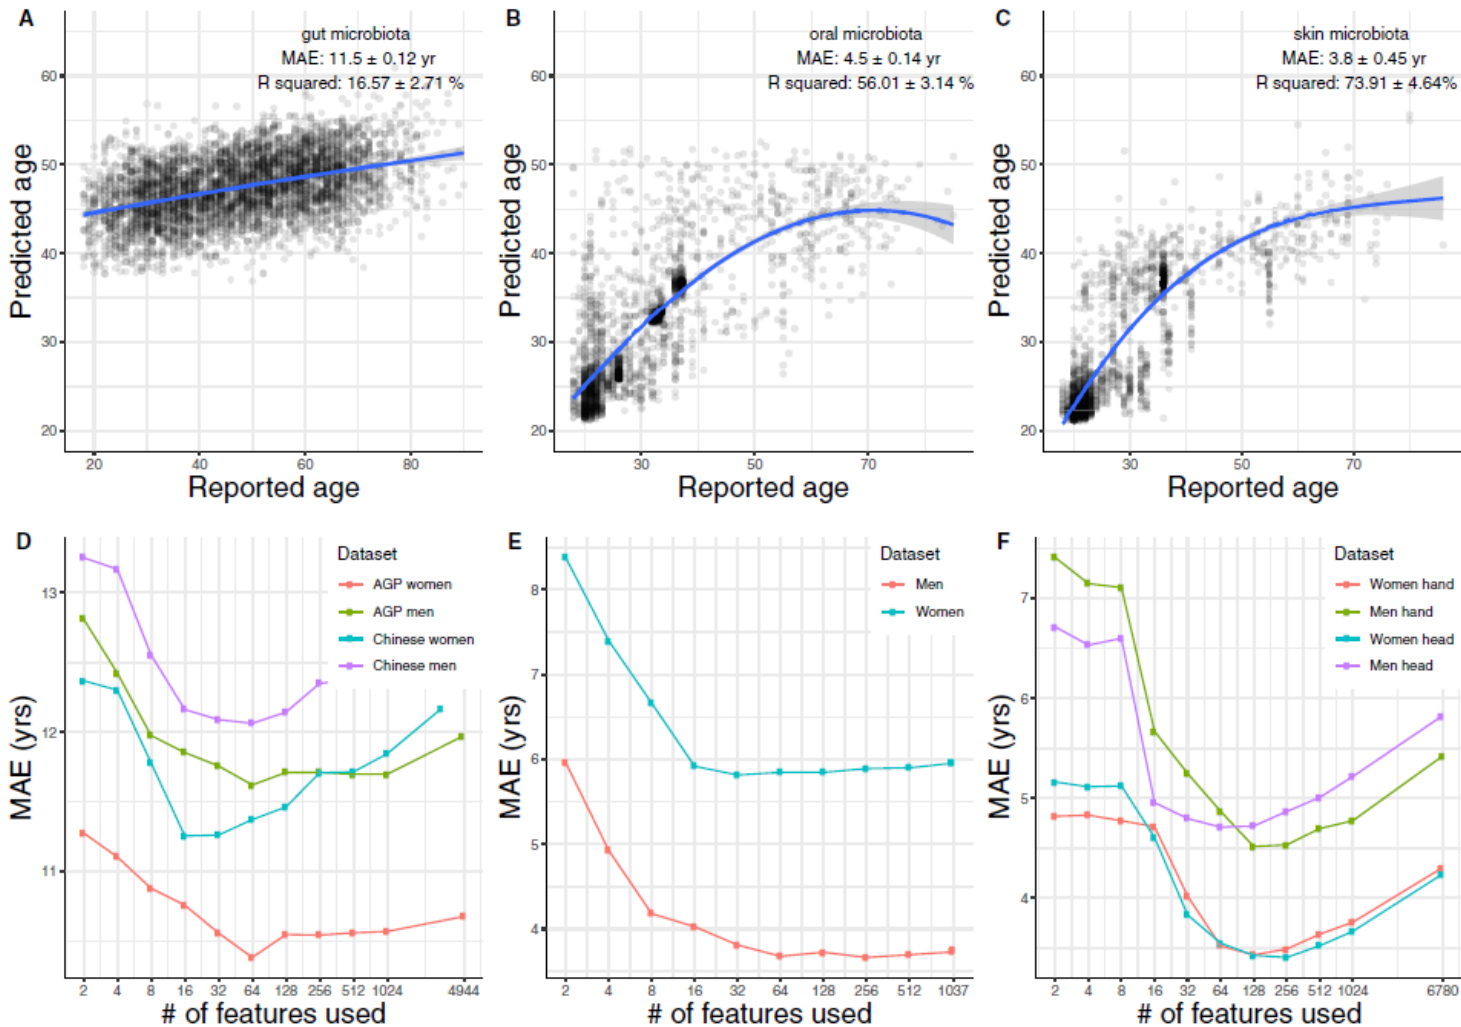 A
gut microbiota
MAE: 11.5 ± 0.12 yr
R squared: 16.57 ± 2.71 %
Predicted age
60
50
40
30
20
20 40 60 80
Reported age
B
oral microbiota
MAE: 4.5 ± 0.14 yr
R squared: 56.01 ± 3.14 %
Predicted age
60
50
40
30
20
30 50 70
Reported age
C
skin microbiota
MAE: 3.8 ± 0.45 yr
R squared: 73.91 ± 4.64%
Predicted age
60
50
40
30
20
30 50 70
Reported age
D
Dataset
AGP women
AGP men
Chinese women
Chinese men
MAE (yrs)
13
12
11
2 4 8 16 32 64 128 256 512 1024 4944
# of features used
E
Dataset
Men
Women
MAE (yrs)
8
7
6
5
4
2 4 8 16 32 64 128 256 512 1037
# of features used
F
Dataset
Women hand
Men hand
Women head
Men head
MAE (yrs)
7
6
5
4
2 4 8 16 32 64 128 256 512 1024 6780
# of features used